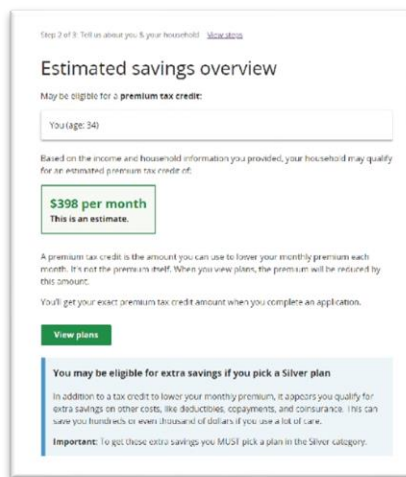 Step 2 of 3: Tell us about you & your household View steps
Estimated savings overview
May be eligible for a premium tax credit:
You (age: 34)
Based on the income and household information you provided, your household may qualify
for an estimated premium tax credit of:
$398 per month
This is an estimate.
A premium tax credit is the amount you can use to lower your monthly premium each
month. It's not the premium itself. When you view plans, the premium will be reduced by
this amount.
You'll get your exact premium tax credit amount when you complete an application.
View plans
You may be eligible for extra savings if you pick a Silver plan
In addition to a tax credit to lower your monthly premium, it appears you qualify for
extra savings on other costs, like deductibles, copayments, and coinsurance. This can
save you hundreds or even thousand of dollars if you use a lot of care.
Important: To get these extra savings you MUST pick a plan in the Silver category.